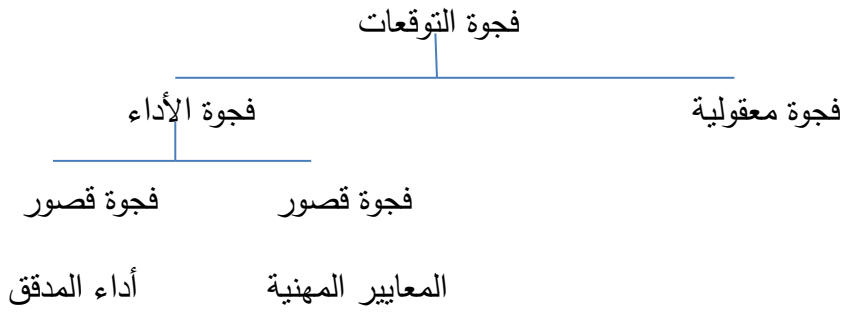 فجوة التوقعات
فجوة معقولية فجوة الأداء
فجوة قصور فجوة قصور
المعايير المهنية أداء المدقق